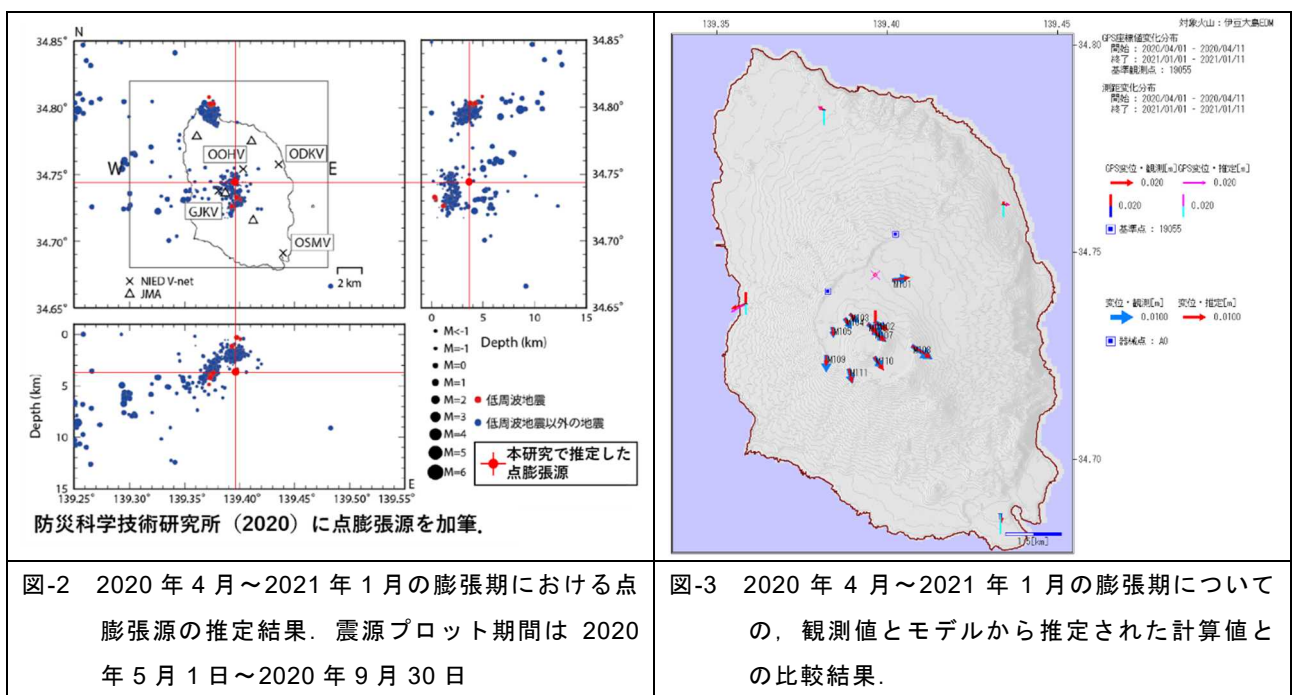 N
34.85°
34.80°
34.75°
34.70°
34.65°
W
E
OOHV
ODKV
GJKV
OSMV
× NIED V-net
△ JMA
2 km
34.85°
34.80°
34.75°
34.70°
34.65°
0 5 10 15
Depth (km)
0
5
10
15
Depth (km)
139.25° 139.30° 139.35° 139.40° 139.45° 139.50° 139.55°
E
M<-1
M=-1
M=0
M=1
M=2
M=3
M=4
M=5
M=6
低周波地震
低周波地震以外の地震
本研究で推定した
点膨張源
防災科学技術研究所（2020）に点膨張源を加筆.
139.35 139.40 139.45
対象火山：伊豆大島EDM
34.80
34.75
34.70
GPS座標値変化分布
開始 : 2020/04/01 - 2020/04/11
終了 : 2021/01/01 - 2021/01/11
基準観測点 : 19055
測距変化分布
開始 : 2020/04/01 - 2020/04/11
終了 : 2021/01/01 - 2021/01/11
GPS変位・観測[m] GPS変位・推定[m]
0.020 0.020
0.020 0.020
基準点 : 19055
変位・観測[m] 変位・推定[m]
0.0100 0.0100
器械点 : A0
M101
M105
M109
M110
M111
図-2 2020 年 4 月～2021 年 1 月の膨張期における点
膨張源の推定結果．震源プロット期間は 2020
年 5 月 1 日～2020 年 9 月 30 日
図-3 2020 年 4 月～2021 年 1 月の膨張期について
の，観測値とモデルから推定された計算値と
の比較結果．